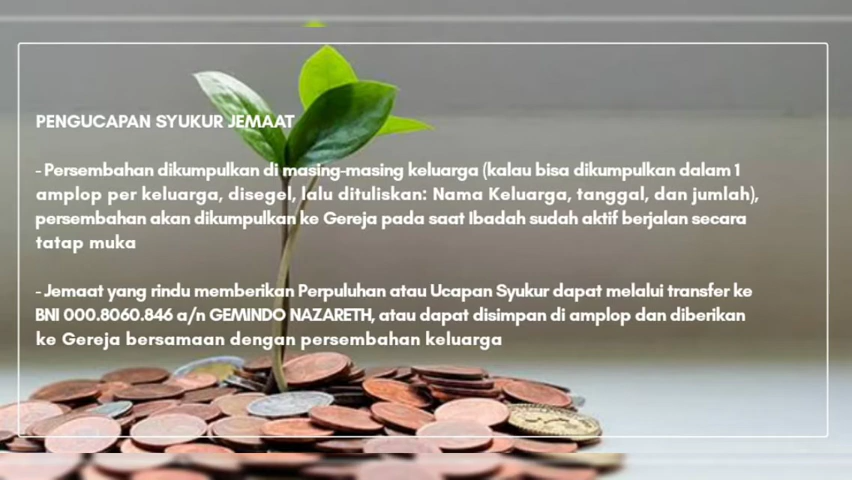 PENGUCAPAN SYUKUR JEMAAT
- Persembahan dikumpulkan di masing-masing keluarga (kalau bisa dikumpulkan dalam 1
amplop per keluarga, disegel, lalu dituliskan: Nama Keluarga, tanggal, dan jumlah),
persembahan akan dikumpulkan ke Gereja pada saat Ibadah sudah aktif berjalan secara
tatap muka
- Jemaat yang rindu memberikan Perpuluhan atau Ucapan Syukur dapat melalui transfer ke
BNI 000.8060.846 a/n GEMINDO NAZARETH, atau dapat disimpan di amplop dan diberikan
ke Gereja bersamaan dengan persembahan keluarga